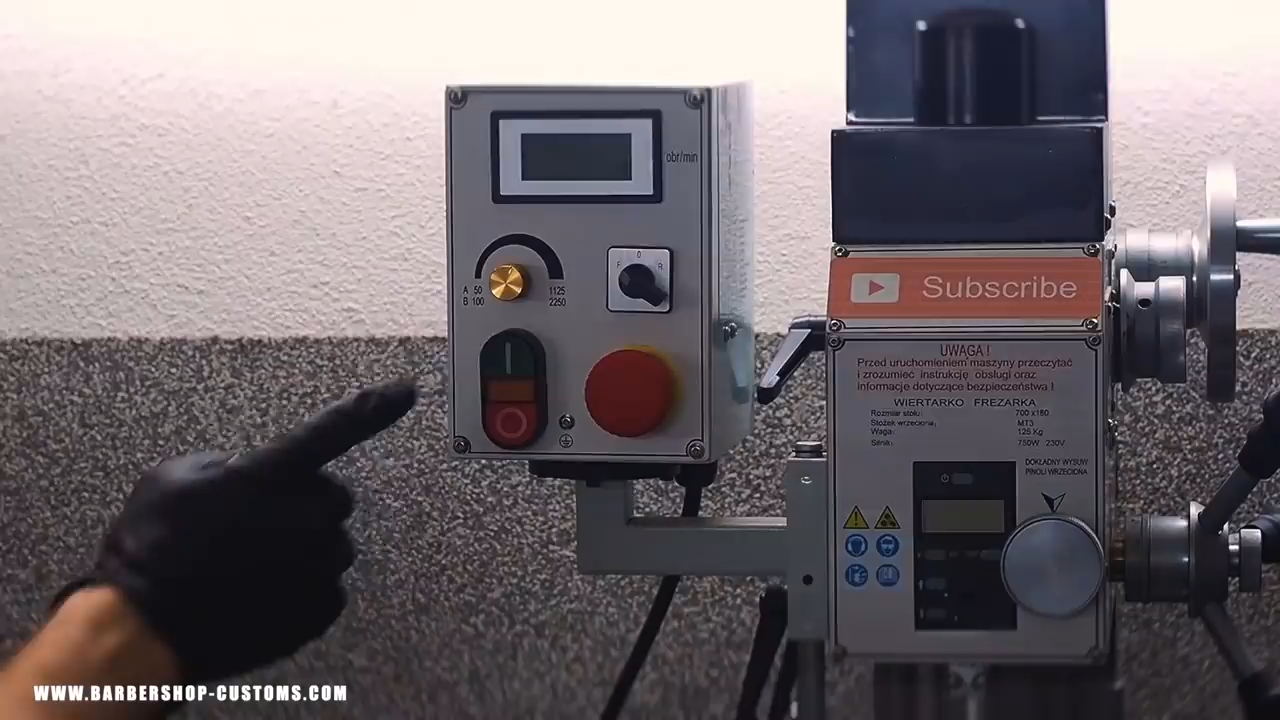 obr/min
0
F R
A 50 1125
B 100 2250
Subscribe
UWAGA !
Przed uruchomieniem maszyny przeczytać
i zrozumieć instrukcję obsługi oraz
informacje dotyczące bezpieczeństwa !
WIERTARKO FREZARKA
Rozmiar stołu: 700 x180
Stożek wrzeciona: MT3
Waga: 125 Kg
Silnik: 750W 230V
DOKŁADNY WYSUW
PINOLI WRZECIONA
WWW.BARBERSHOP-CUSTOMS.COM